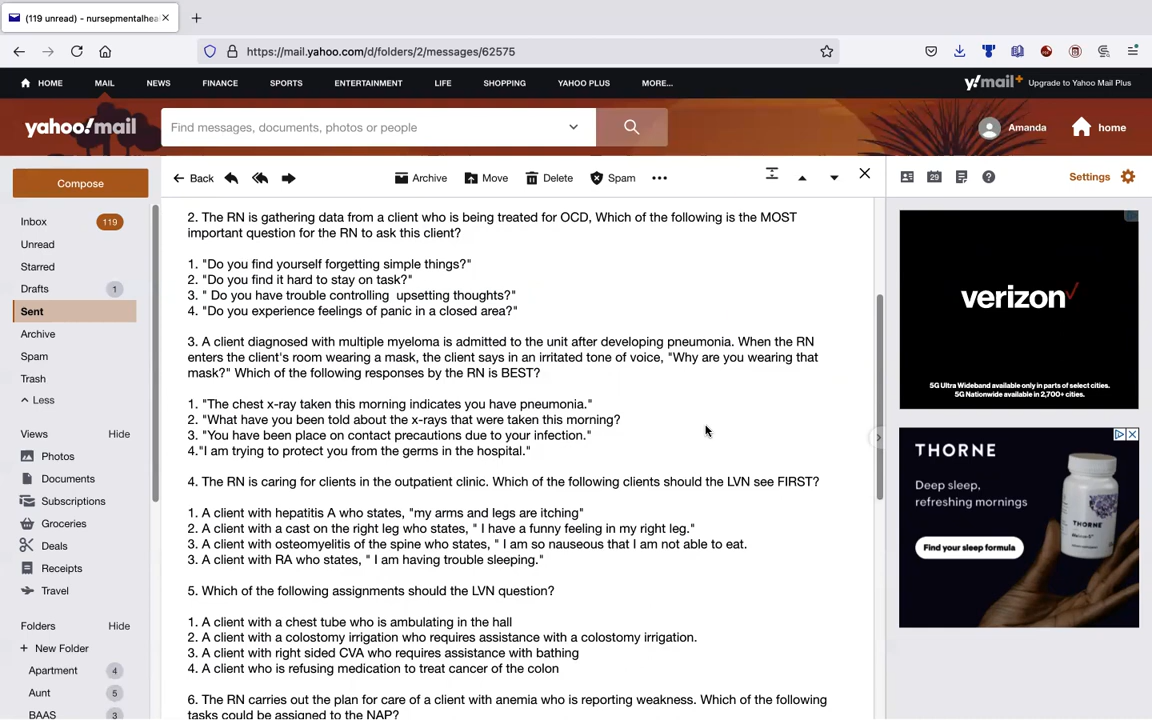 (119 unread) - nursepmentalhea
https://mail.yahoo.com/d/folders/2/messages/62575
HOME MAIL NEWS FINANCE SPORTS ENTERTAINMENT LIFE SHOPPING YAHOO PLUS MORE... y!mail+ Upgrade to Yahoo Mail Plus
yahoo!mail Find messages, documents, photos or people Amanda home
Compose Back Archive Move Delete Spam Settings
Inbox 119
Unread
Starred
Drafts 1
Sent
Archive
Spam
Trash
Less
Views Hide
Photos
Documents
Subscriptions
Groceries
Deals
Receipts
Travel
Folders Hide
New Folder
Apartment 4
Aunt 5
BAAS 3
2. The RN is gathering data from a client who is being treated for OCD, Which of the following is the MOST
important question for the RN to ask this client?
1. "Do you find yourself forgetting simple things?"
2. "Do you find it hard to stay on task?"
3. " Do you have trouble controlling upsetting thoughts?"
4. "Do you experience feelings of panic in a closed area?"
3. A client diagnosed with multiple myeloma is admitted to the unit after developing pneumonia. When the RN
enters the client's room wearing a mask, the client says in an irritated tone of voice, "Why are you wearing that
mask?" Which of the following responses by the RN is BEST?
1. "The chest x-ray taken this morning indicates you have pneumonia."
2. "What have you been told about the x-rays that were taken this morning?
3. "You have been place on contact precautions due to your infection."
4."I am trying to protect you from the germs in the hospital."
4. The RN is caring for clients in the outpatient clinic. Which of the following clients should the LVN see FIRST?
1. A client with hepatitis A who states, "my arms and legs are itching"
2. A client with a cast on the right leg who states, " I have a funny feeling in my right leg."
3. A client with osteomyelitis of the spine who states, " I am so nauseous that I am not able to eat.
3. A client with RA who states, " I am having trouble sleeping."
5. Which of the following assignments should the LVN question?
1. A client with a chest tube who is ambulating in the hall
2. A client with a colostomy irrigation who requires assistance with a colostomy irrigation.
3. A client with right sided CVA who requires assistance with bathing
4. A client who is refusing medication to treat cancer of the colon
6. The RN carries out the plan for care of a client with anemia who is reporting weakness. Which of the following
tasks could be assigned to the NAP?
verizon
5G Ultra Wideband available only in parts of select cities.
5G Nationwide available in 2,700+ cities.
THORNE
Deep sleep,
refreshing mornings
Find your sleep formula
THORNE